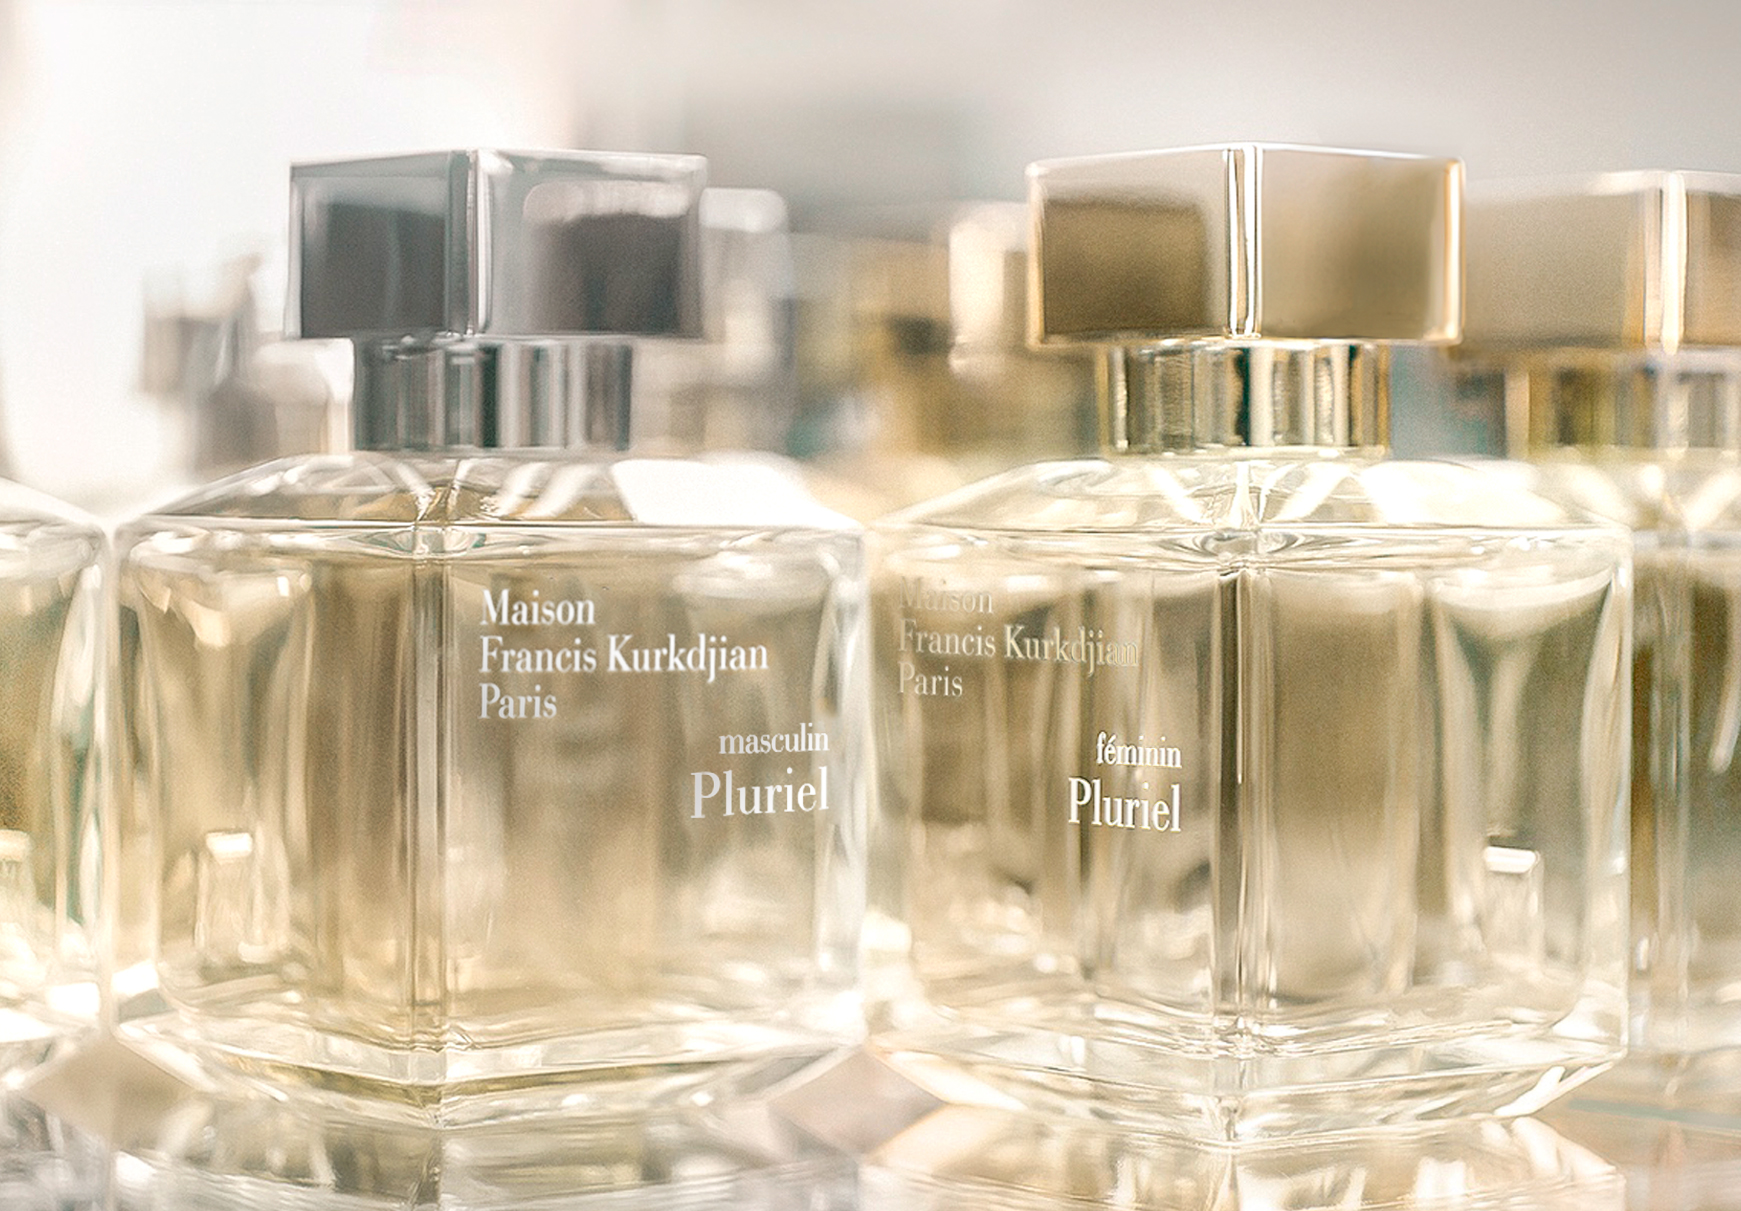 Maison
Francis Kurkdjian
Paris
masculin
Pluriel
Maison
Francis Kurkdjian
Paris
féminin
Pluriel